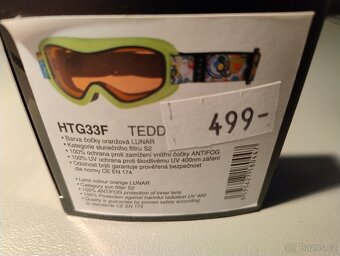 HTG33F TEDD
499-
• Barva čočky oranžová LUNAR
• Kategorie slunečního filtru S2
• 100% ochrana proti zamlžení vnitřní čočky ANTIFOG
• 100% UV ochrana proti škodlivému UV 400nm záření
• Odolnost brýlí garantuje prověřená bezpečnost
dle normy CE EN 174
• Lens colour orange LUNAR
• Category sun filter S2
• 100% ANTIFOG protection of inner lens
• 100% Protection against harmful radiation UV 400
• Quality is guaranteed by proven safety according
to standards CE EN 174